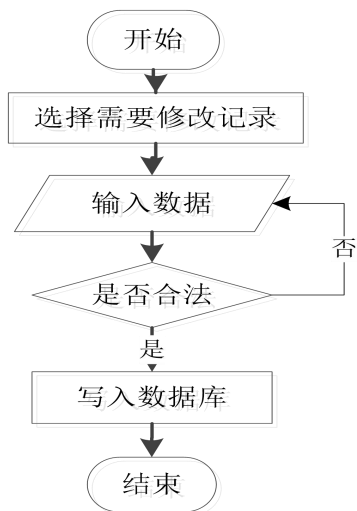 开始
选择需要修改记录
输入数据
否
是否合法
是
写入数据库
结束